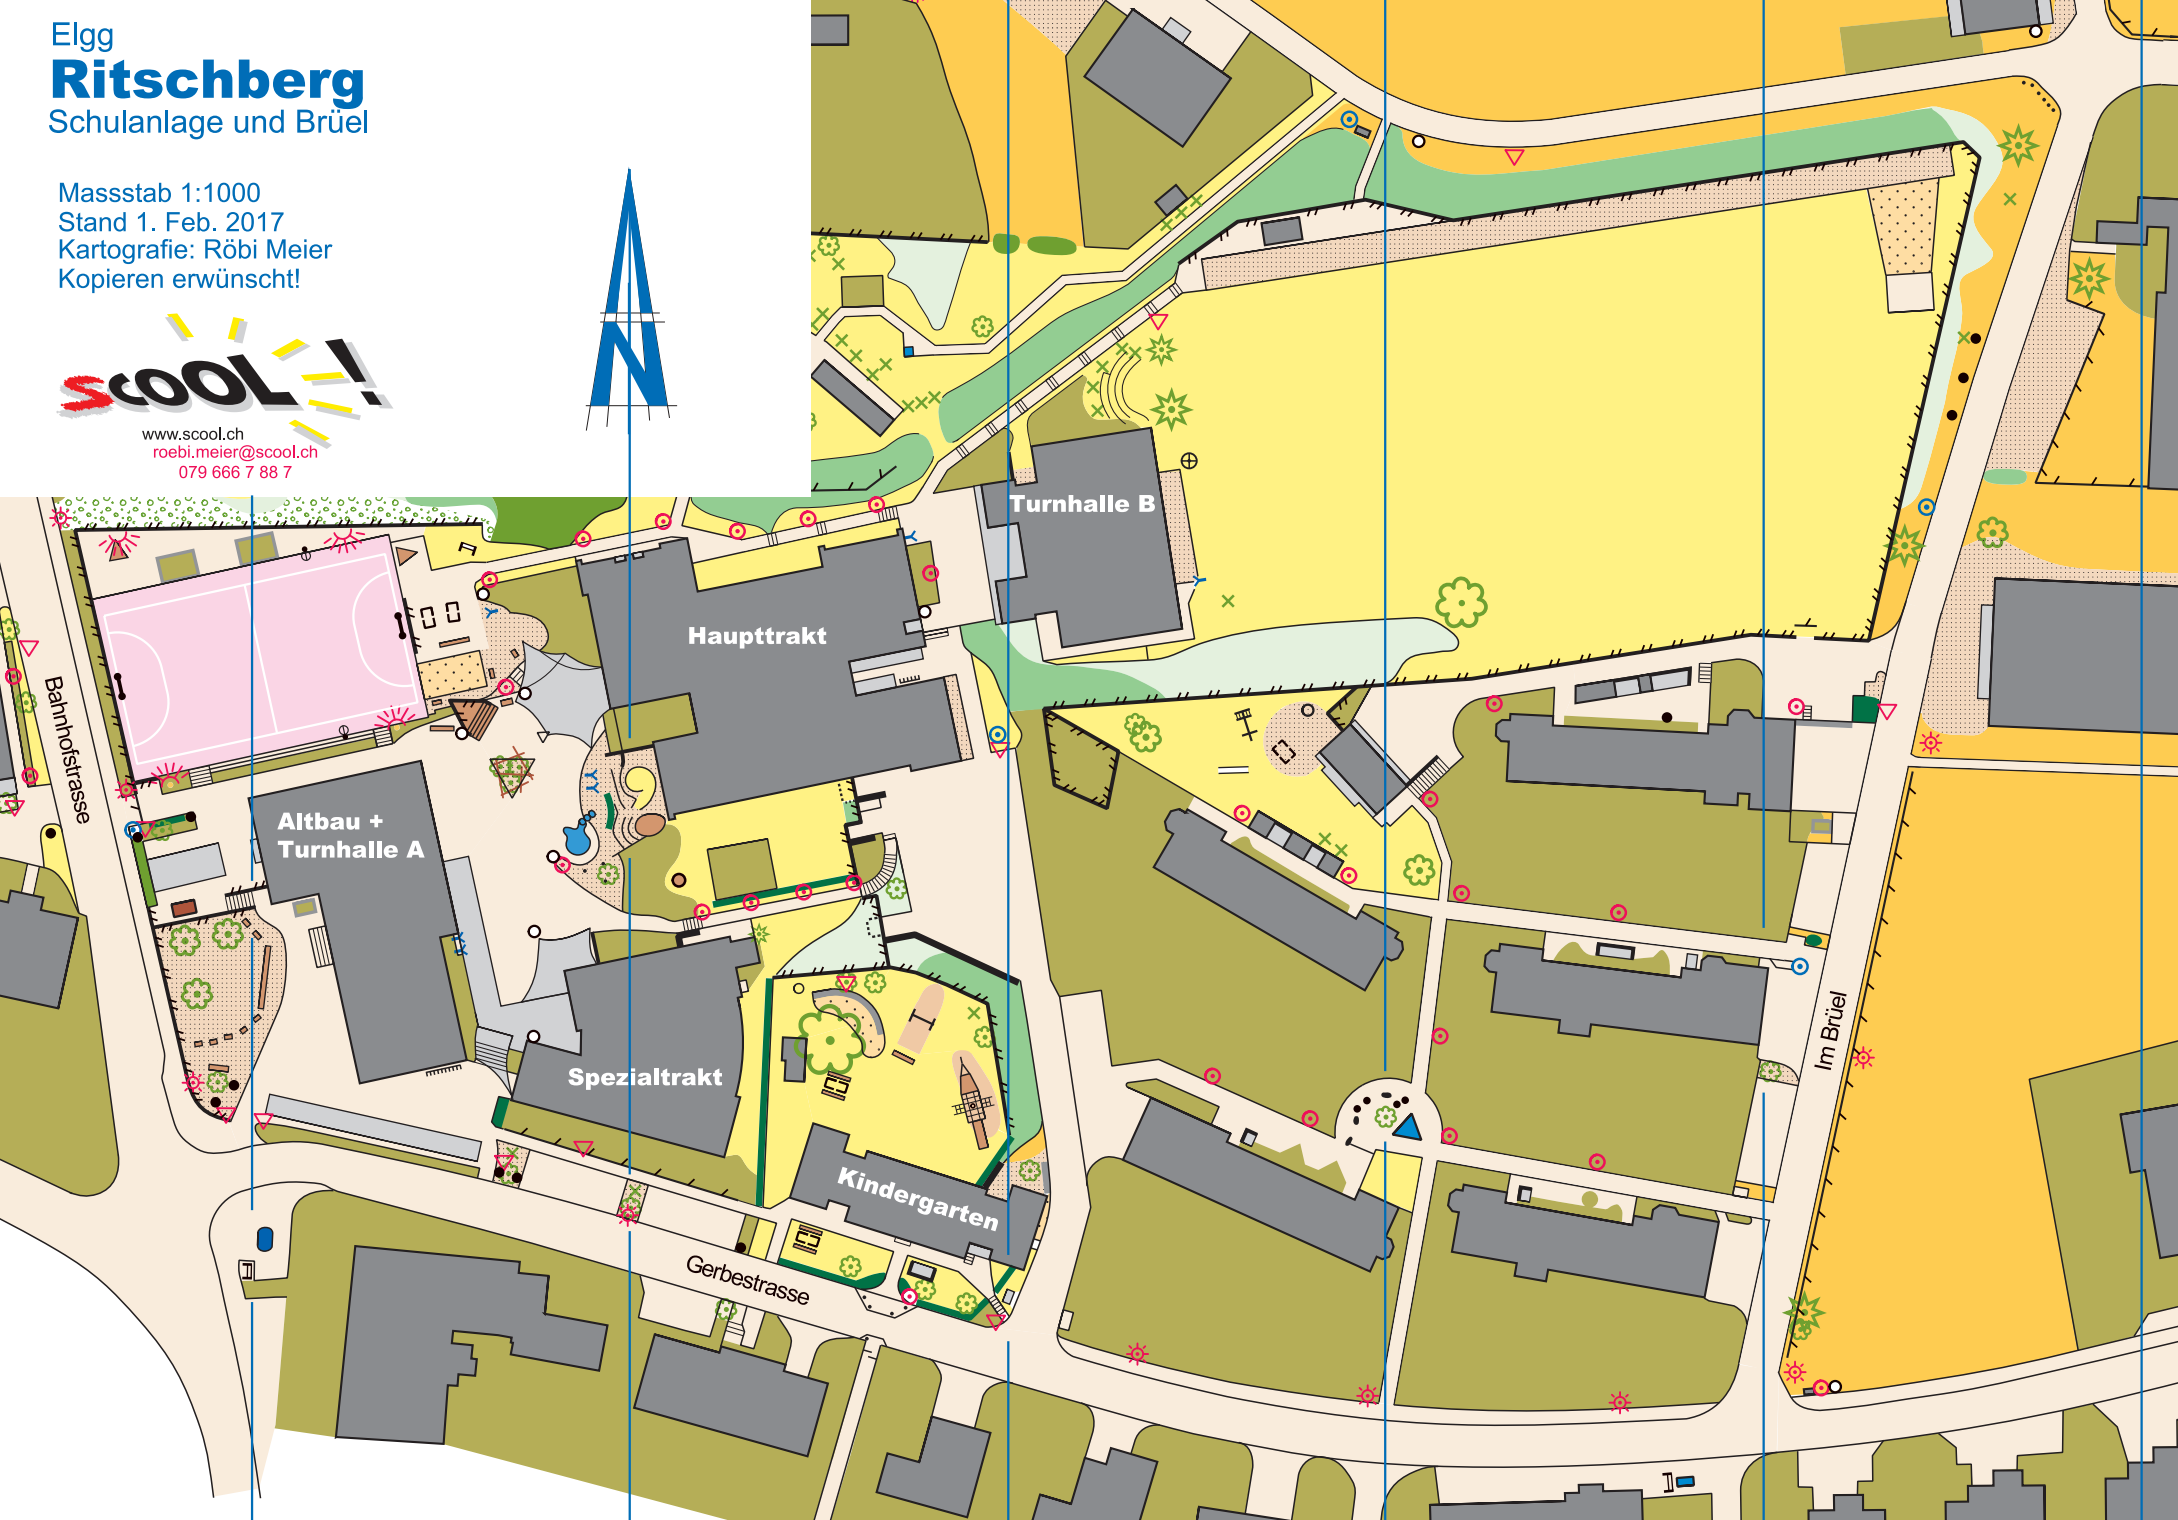 Elgg
Ritschberg
Schulanlage und Brüel
Massstab 1:1000
Stand 1. Feb. 2017
Kartografie: Röbi Meier
Kopieren erwünscht!
N
scool!
www.scool.ch
roebi.meier@scool.ch
079 666 7 88 7
Turnhalle B
Haupttrakt
Bahnhofstrasse
Altbau +
Turnhalle A
Spezialtrakt
Kindergarten
Gerbestrasse
Im Brüel